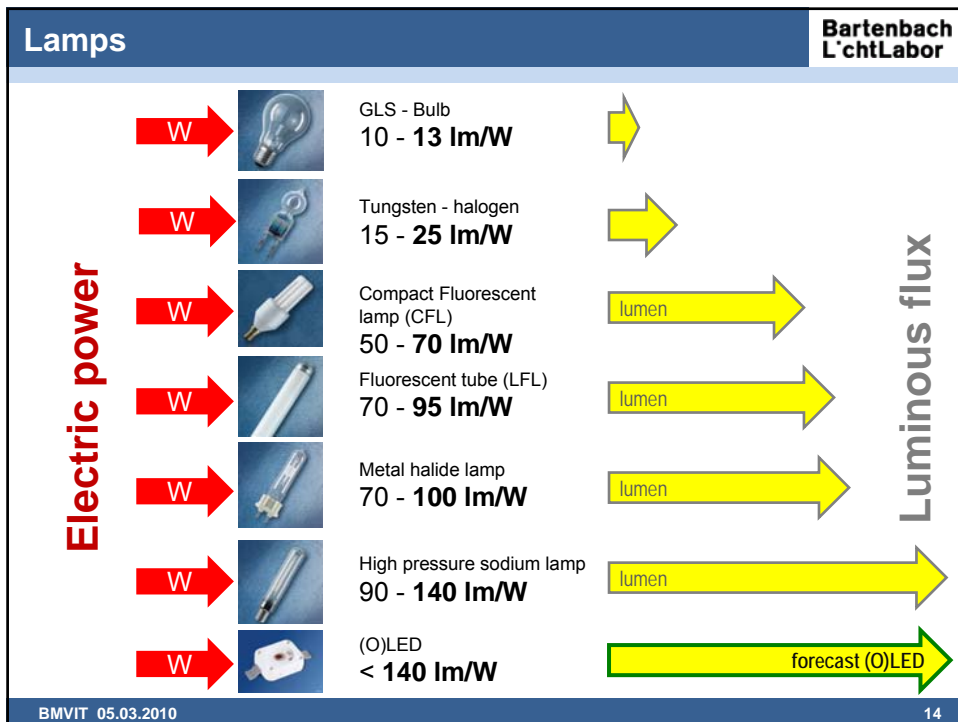 Lamps
Bartenbach
L'chtLabor
Electric power
Luminous flux
W
GLS - Bulb
10 - 13 lm/W
W
Tungsten - halogen
15 - 25 lm/W
W
Compact Fluorescent
lamp (CFL)
50 - 70 lm/W
lumen
W
Fluorescent tube (LFL)
70 - 95 lm/W
lumen
W
Metal halide lamp
70 - 100 lm/W
lumen
W
High pressure sodium lamp
90 - 140 lm/W
lumen
W
(O)LED
< 140 lm/W
forecast (O)LED
BMVIT 05.03.2010
14